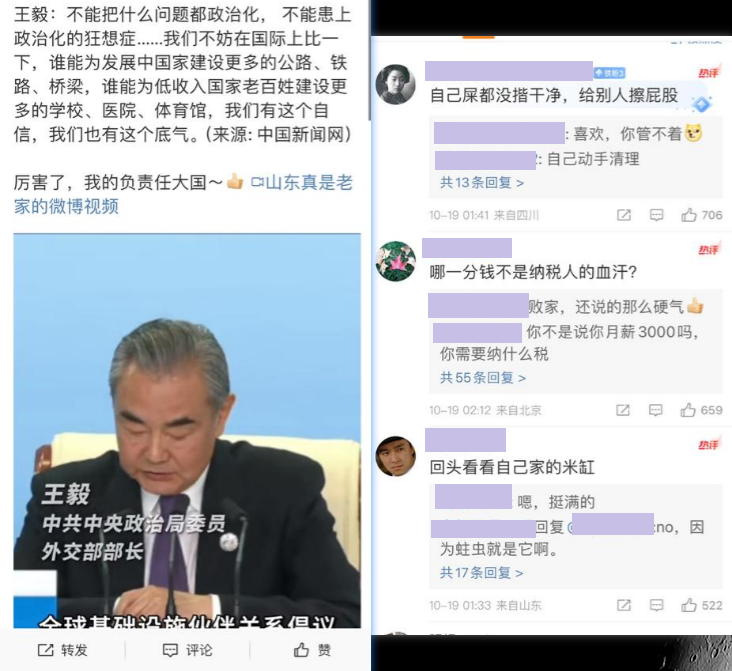 王毅：不能把什么问题都政治化， 不能患上
政治化的狂想症......我们不妨在国际上比一
下，谁能为发展中国家建设更多的公路、铁
路、桥梁，谁能为低收入国家老百姓建设更
多的学校、医院、体育馆，我们有这个自
信，我们也有这个底气。（来源: 中国新闻网）
厉害了，我的负责任大国～ 山东真是老
家的微博视频
王毅
中共中央政治局委员
外交部部长
全球基础设施伙伴关系倡议
转发 评论 赞
热评
自己屎都没揩干净，给别人擦屁股
: 喜欢，你管不着
: 自己动手清理
共13条回复 >
10-19 01:41 来自四川 706
热评
哪一分钱不是纳税人的血汗?
败家，还说的那么硬气
你不是说你月薪3000吗，
你需要纳什么税
共55条回复 >
10-19 02:12 来自北京 659
热评
回头看看自己家的米缸
: 嗯，挺满的
回复@ :no，因
为蛀虫就是它啊。
共17条回复 >
10-19 01:33 来自山东 522